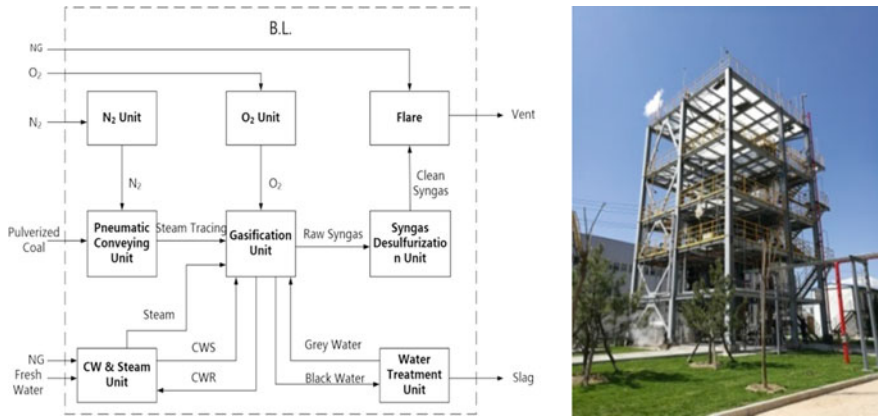 B.L.
NG
O₂
N₂
N₂ Unit
O₂ Unit
Flare
Vent
N₂
O₂
Clean
Syngas
Pulverized
Coal
Pneumatic
Conveying
Unit
Steam Tracing
Gasification
Unit
Raw Syngas
Syngas
Desulfurizatio
n Unit
Steam
NG
Fresh
Water
CW & Steam
Unit
CWS
CWR
Grey Water
Black Water
Water
Treatment
Unit
Slag